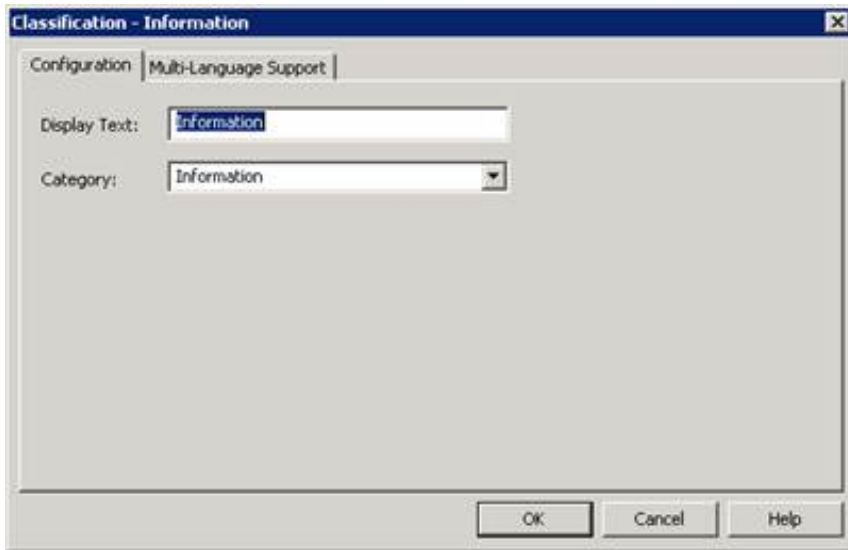 Classification - Information
Configuration Multi-Language Support
Display Text: Information
Category: Information
OK Cancel Help